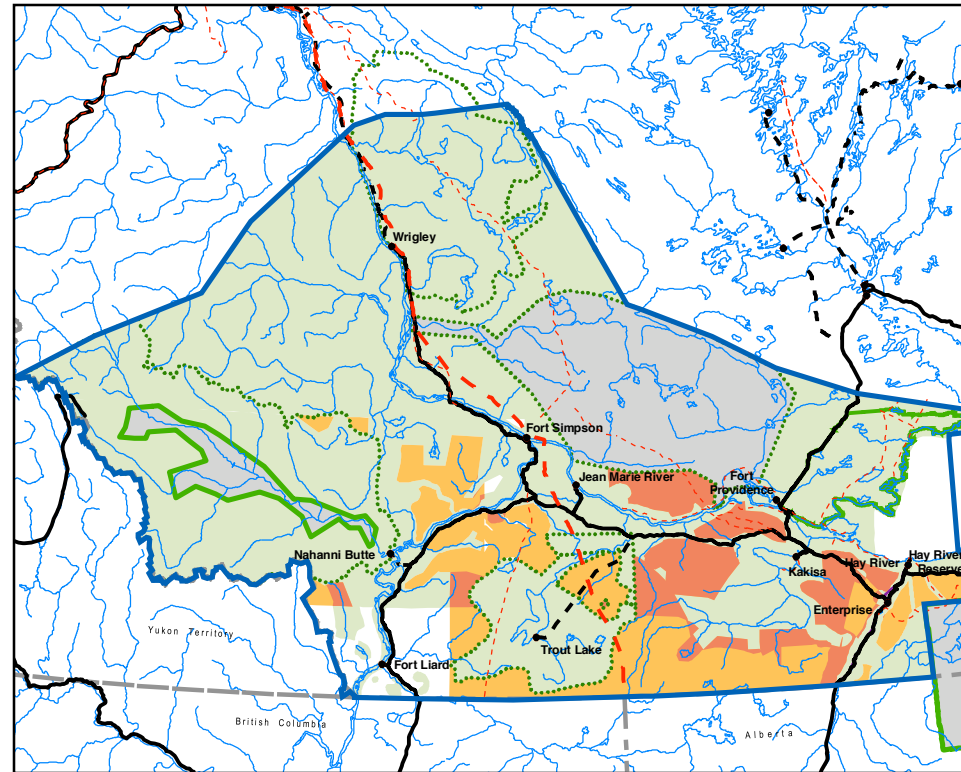 Wrigley
Fort Simpson
Jean Marie River
Fort
Providence
Nahanni Butte
Kakisa
Hay River
Hay River
Reserve
Enterprise
Yukon Territory
Trout Lake
Fort Liard
British Columbia
Alberta